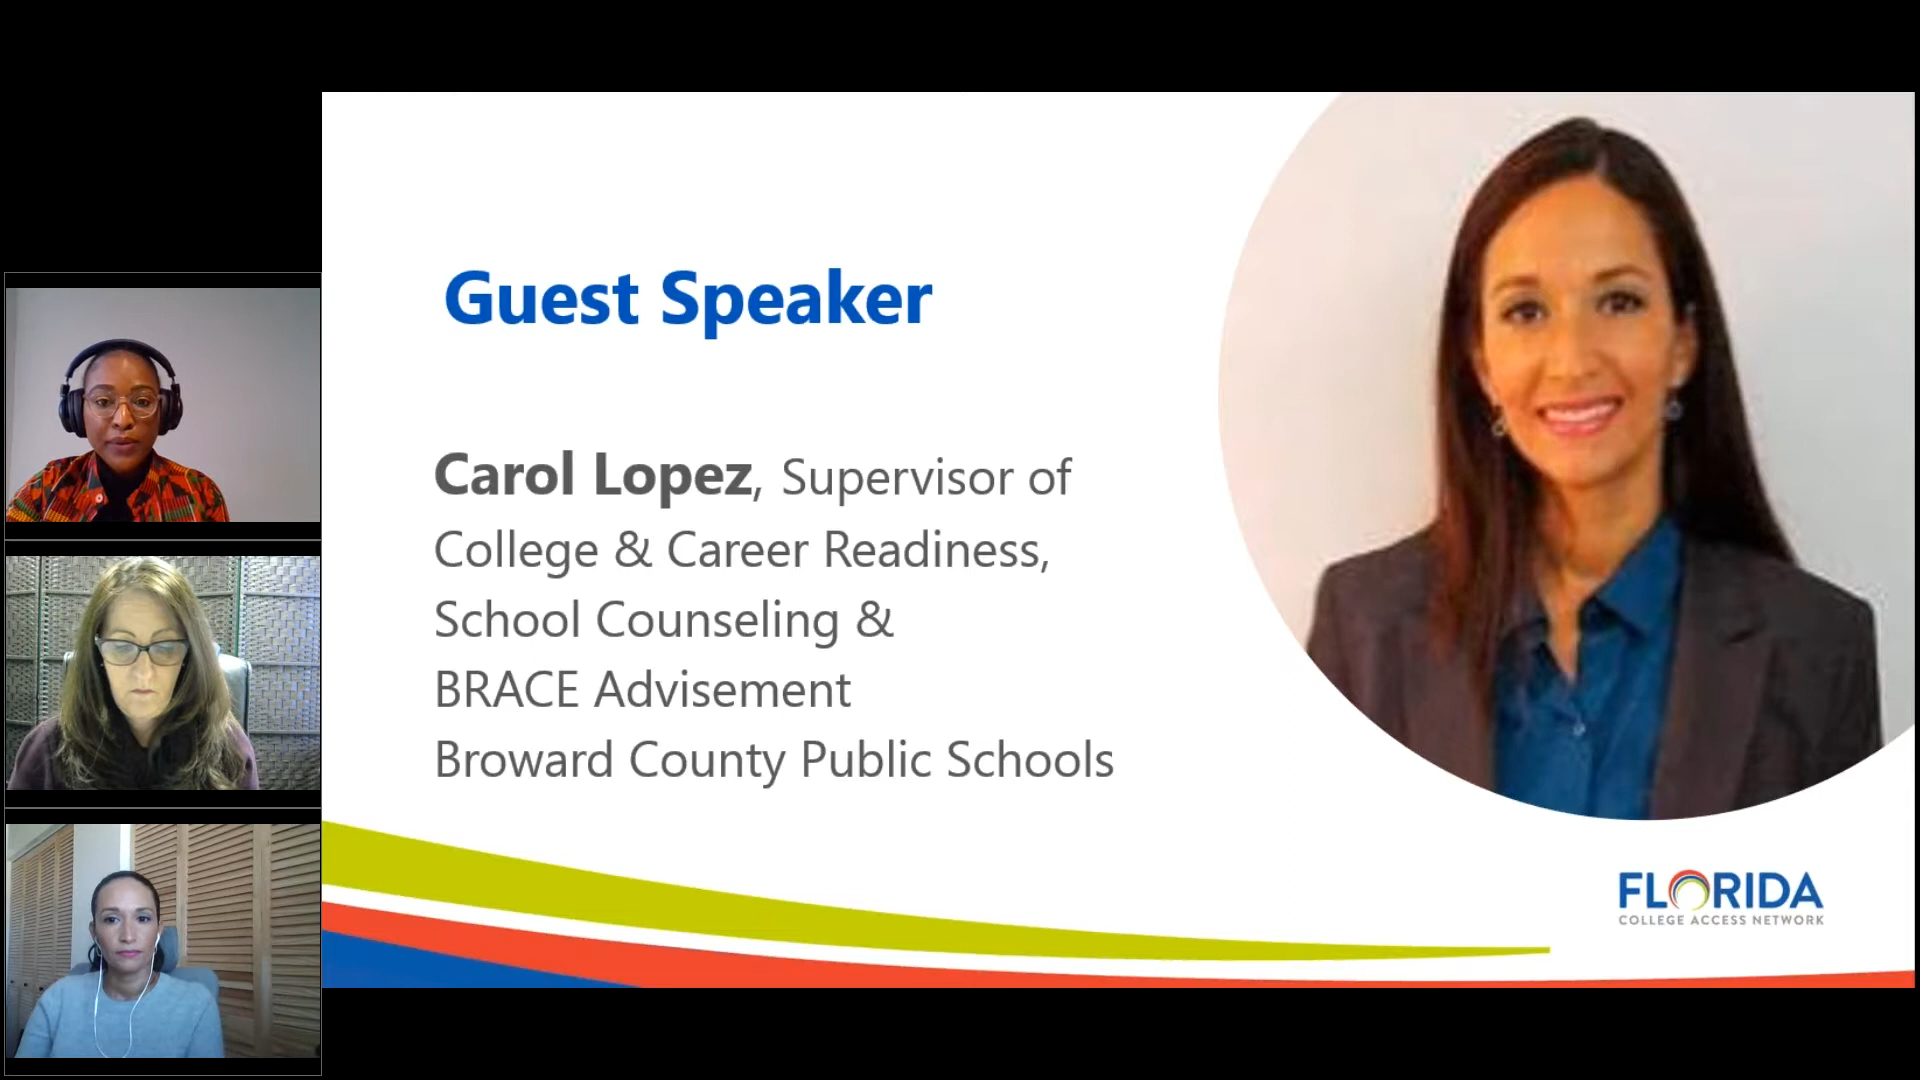 Guest Speaker
Carol Lopez, Supervisor of
College & Career Readiness,
School Counseling &
BRACE Advisement
Broward County Public Schools
FLORIDA
COLLEGE ACCESS NETWORK